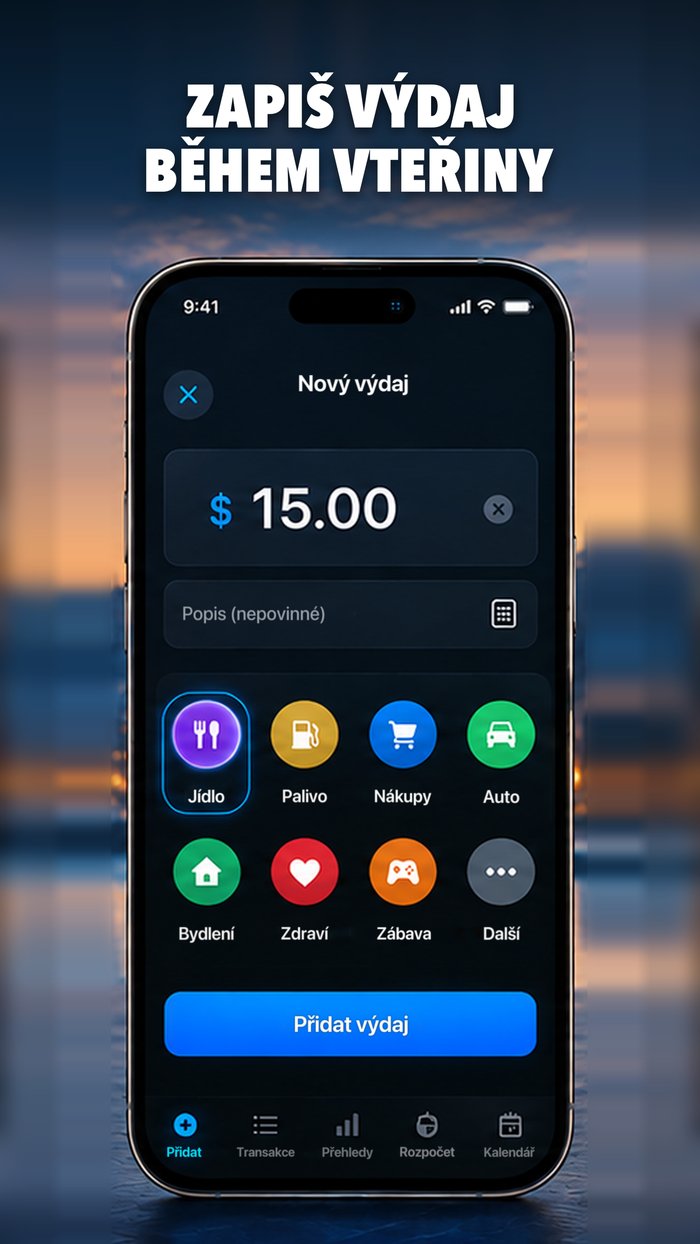 ZAPIŠ VÝDAJ
BĚHEM VTEŘINY
9:41
Nový výdaj
$ 15.00
Popis (nepovinné)
Jídlo Palivo Nákupy Auto
Bydlení Zdraví Zábava Další
Přidat výdaj
Přidat Transakce Přehledy Rozpočet Kalendář